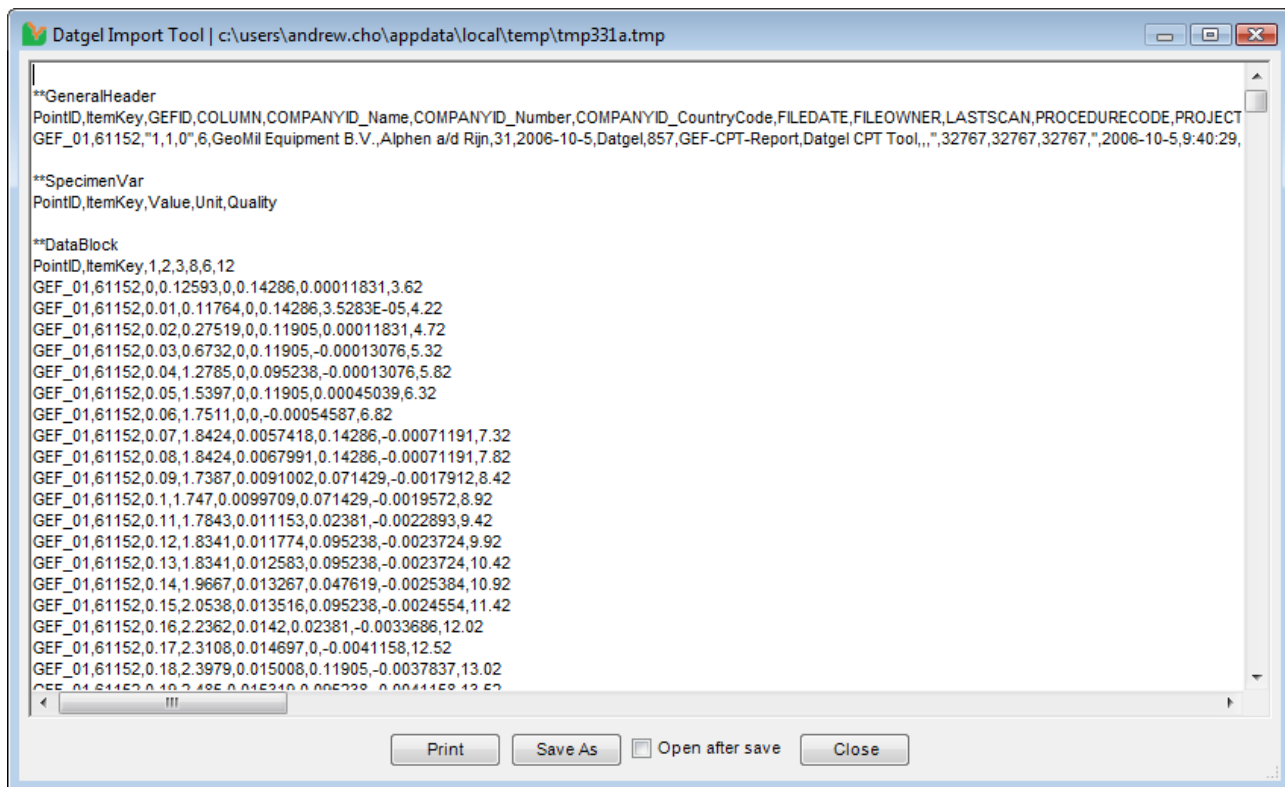 Datgel Import Tool | c:\users\andrew.cho\appdata\local\temp\tmp331a.tmp
**GeneralHeader
PointID,ItemKey,GEFID,COLUMN,COMPANYID_Name,COMPANYID_Number,COMPANYID_CountryCode,FILEDATE,FILEOWNER,LASTSCAN,PROCEDURECODE,PROJECT
GEF_01,61152,"1,1,0",6,GeoMil Equipment B.V.,Alphen a/d Rijn,31,2006-10-5,Datgel,857,GEF-CPT-Report,Datgel CPT Tool,,,",32767,32767,32767,",2006-10-5,9:40:29,
**SpecimenVar
PointID,ItemKey,Value,Unit,Quality
**DataBlock
PointID,ItemKey,1,2,3,8,6,12
GEF_01,61152,0,0.12593,0,0.14286,0.00011831,3.62
GEF_01,61152,0.01,0.11764,0,0.14286,3.5283E-05,4.22
GEF_01,61152,0.02,0.27519,0,0.11905,0.00011831,4.72
GEF_01,61152,0.03,0.6732,0,0.11905,-0.00013076,5.32
GEF_01,61152,0.04,1.2785,0,0.095238,-0.00013076,5.82
GEF_01,61152,0.05,1.5397,0,0.11905,0.00045039,6.32
GEF_01,61152,0.06,1.7511,0,0,-0.00054587,6.82
GEF_01,61152,0.07,1.8424,0.0057418,0.14286,-0.00071191,7.32
GEF_01,61152,0.08,1.8424,0.0067991,0.14286,-0.00071191,7.82
GEF_01,61152,0.09,1.7387,0.0091002,0.071429,-0.0017912,8.42
GEF_01,61152,0.1,1.747,0.0099709,0.071429,-0.0019572,8.92
GEF_01,61152,0.11,1.7843,0.011153,0.02381,-0.0022893,9.42
GEF_01,61152,0.12,1.8341,0.011774,0.095238,-0.0023724,9.92
GEF_01,61152,0.13,1.8341,0.012583,0.095238,-0.0023724,10.42
GEF_01,61152,0.14,1.9667,0.013267,0.047619,-0.0025384,10.92
GEF_01,61152,0.15,2.0538,0.013516,0.095238,-0.0024554,11.42
GEF_01,61152,0.16,2.2362,0.0142,0.02381,-0.0033686,12.02
GEF_01,61152,0.17,2.3108,0.014697,0,-0.0041158,12.52
GEF_01,61152,0.18,2.3979,0.015008,0.11905,-0.0037837,13.02
GEF_01,61152,0.19,2.485,0.015319,0.095238,-0.0041158,13.52
Print Save As Open after save Close